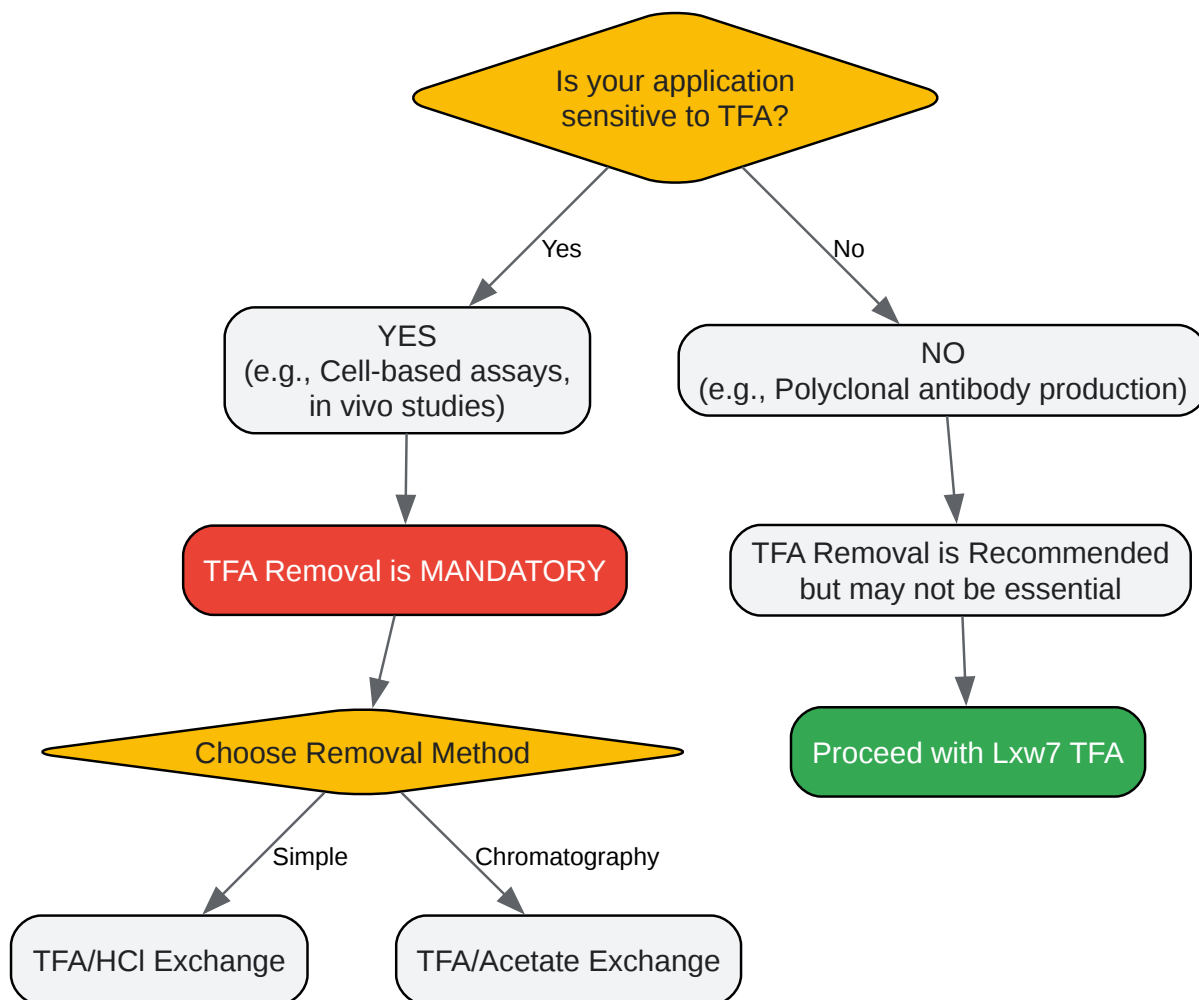 Is your application
sensitive to TFA?
Yes
No
YES
(e.g., Cell-based assays,
in vivo studies)
NO
(e.g., Polyclonal antibody production)
TFA Removal is MANDATORY
TFA Removal is Recommended
but may not be essential
Choose Removal Method
Proceed with Lxw7 TFA
Simple
Chromatography
TFA/HCl Exchange
TFA/Acetate Exchange